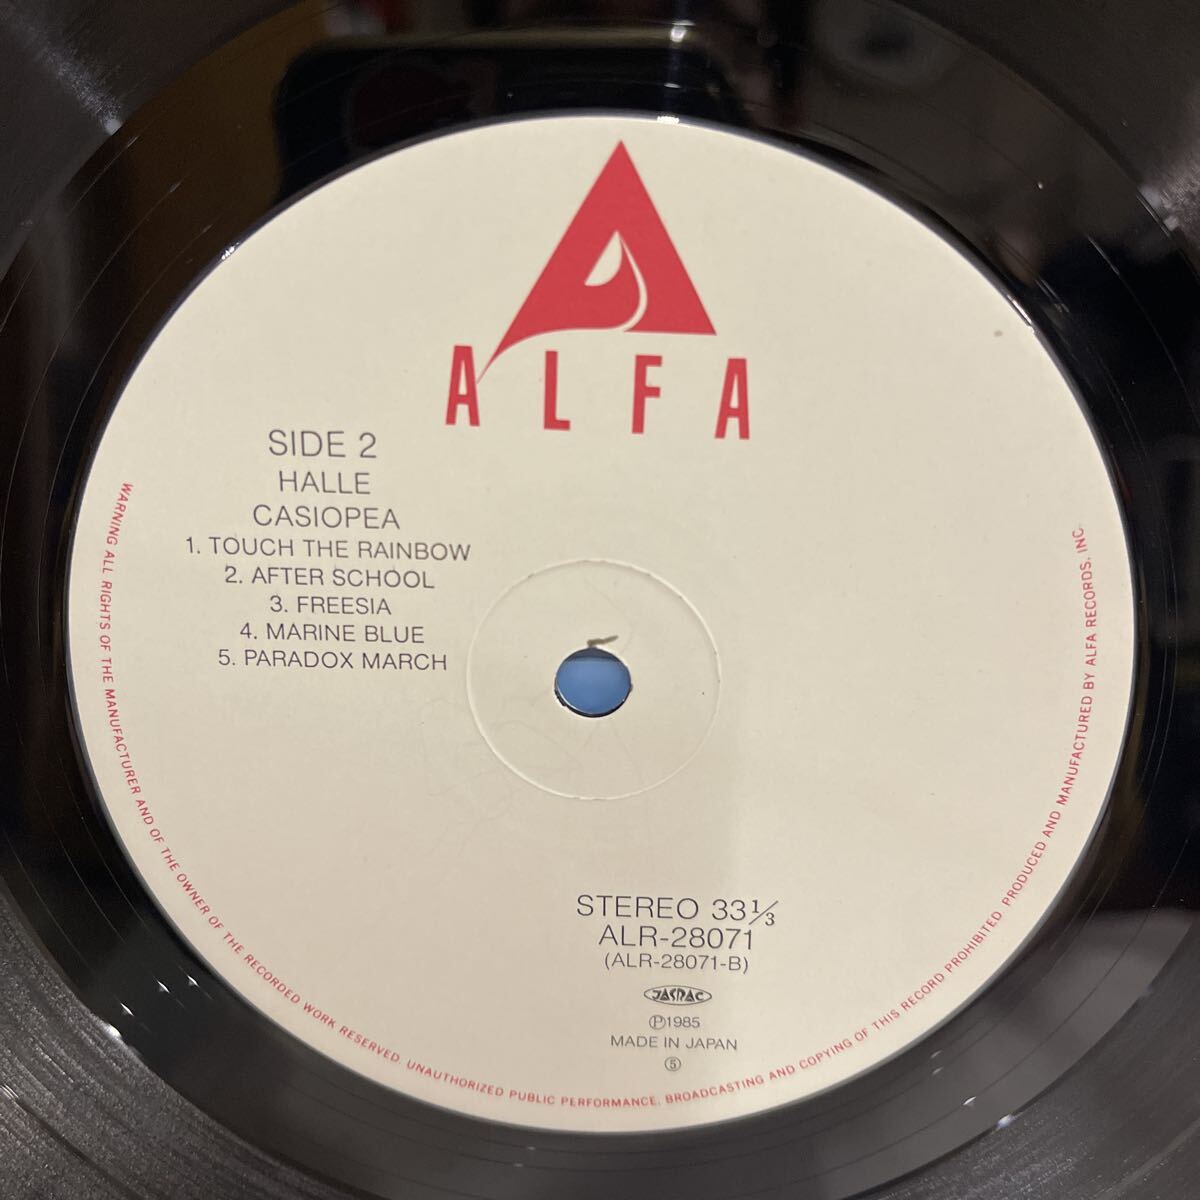 ALFA
SIDE 2
HALLE
CASIOPEA
1. TOUCH THE RAINBOW
2. AFTER SCHOOL
3. FREESIA
4. MARINE BLUE
5. PARADOX MARCH
STEREO 33⅓
ALR-28071
(ALR-28071-B)
JASRAC
Ⓟ1985
MADE IN JAPAN
⑤
WARNING ALL RIGHTS OF THE MANUFACTURER AND OF THE OWNER OF THE RECORDED WORK RESERVED. UNAUTHORIZED PUBLIC PERFORMANCE, BROADCASTING AND COPYING OF THIS RECORD PROHIBITED. PRODUCED AND MANUFACTURED BY ALFA RECORDS, INC.